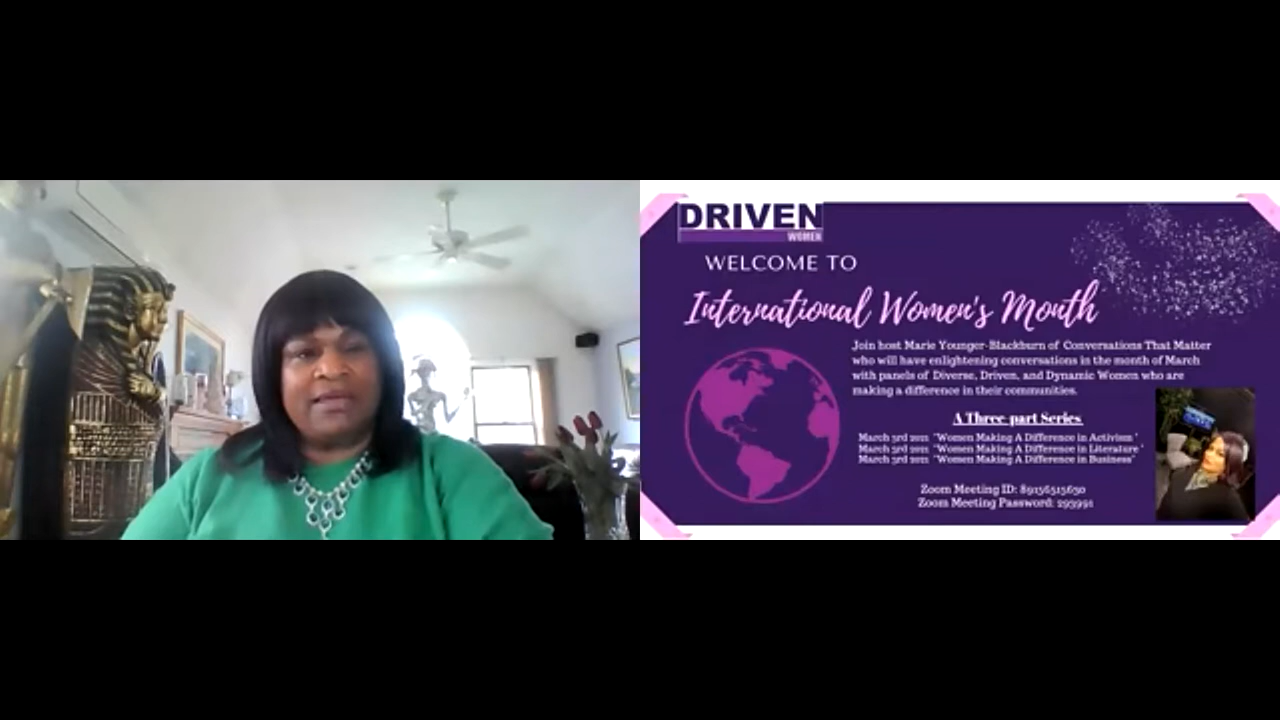 DRIVEN
WOMEN
WELCOME TO
International Women's Month
Join host Marie Younger-Blackburn of Conversations That Matter
who will have enlightening conversations in the month of March
with panels of Diverse, Driven, and Dynamic Women who are
making a difference in their communities.
A Three-part Series
March 3rd 2021 "Women Making A Difference in Activism"
March 3rd 2021 "Women Making A Difference in Literature"
March 3rd 2021 "Women Making A Difference in Business"
Zoom Meeting ID: 89156515630
Zoom Meeting Password: 293991